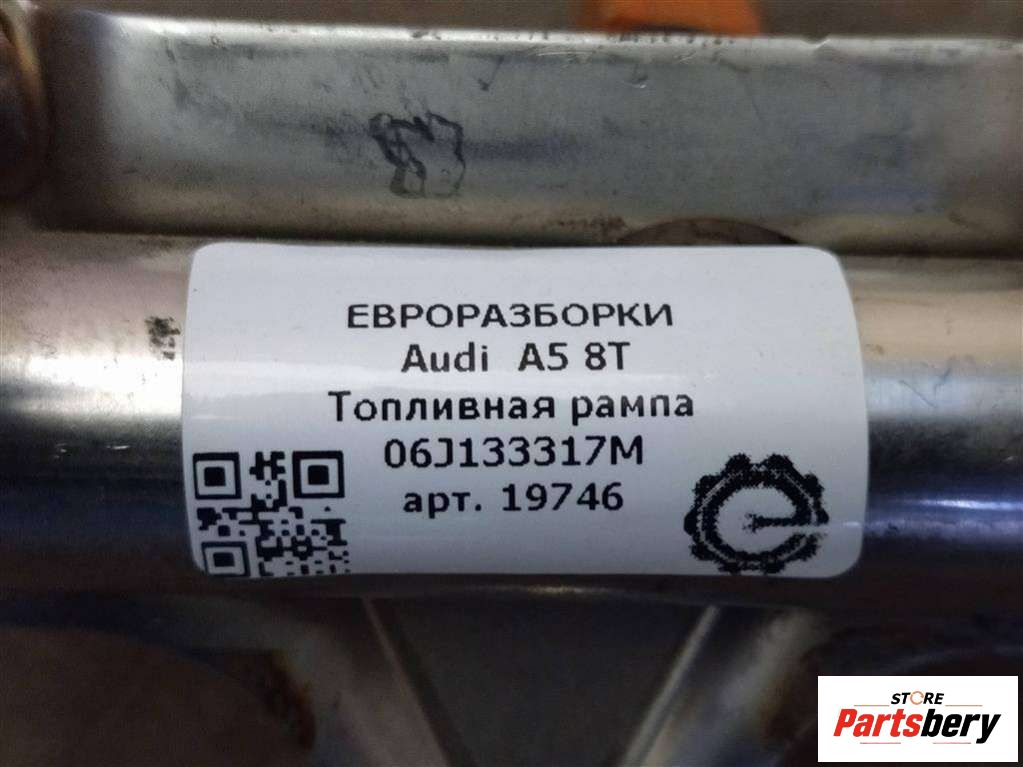 ЕВРОРАЗБОРКИ
Audi A5 8T
Топливная рампа
06J133317M
арт. 19746
STORE
Partsbery